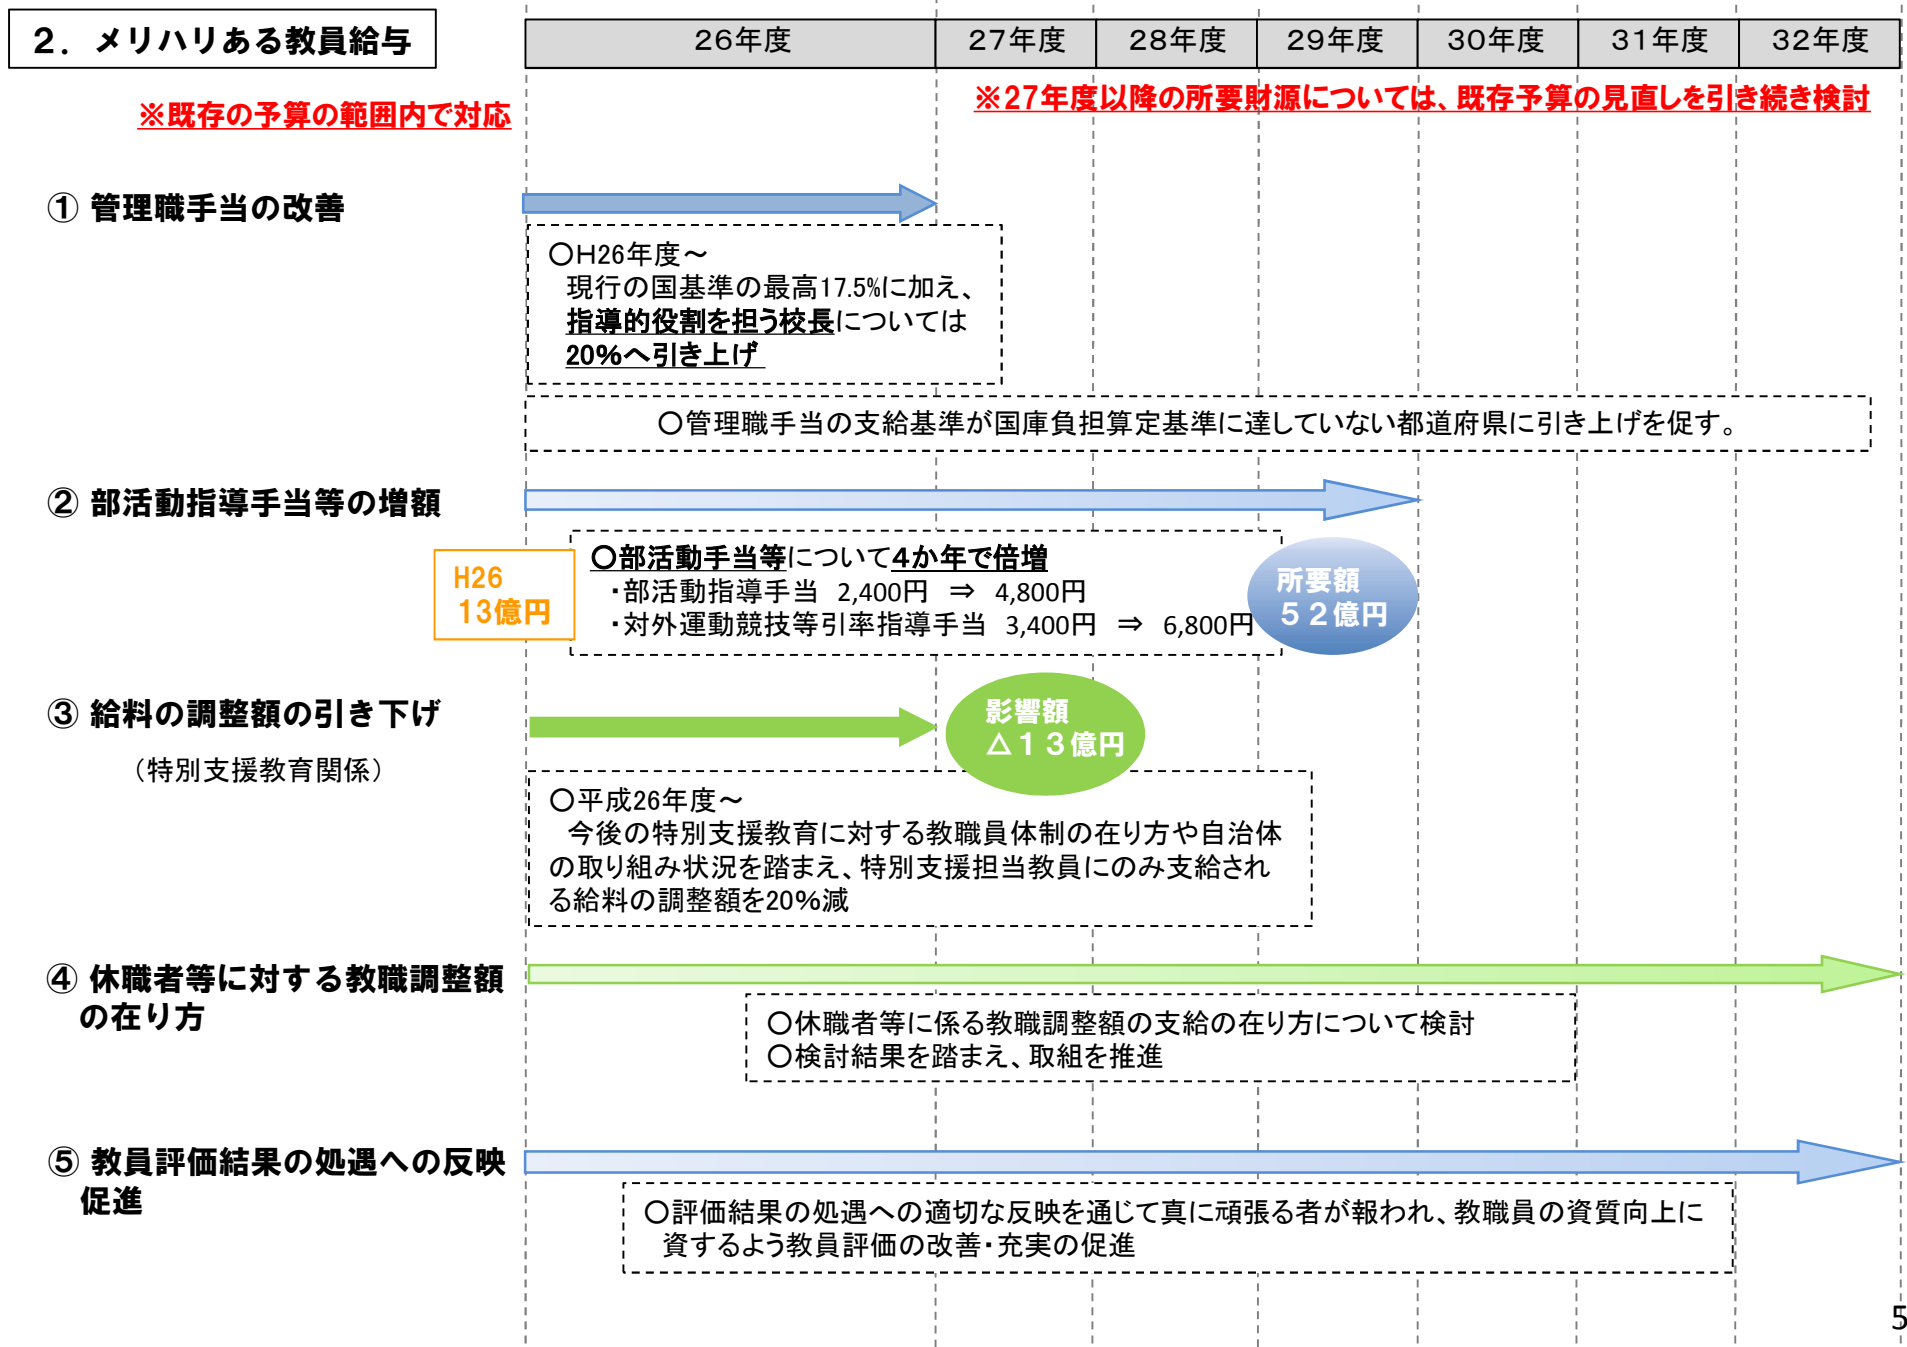 ２．メリハリある教員給与
26年度 27年度 28年度 29年度 30年度 31年度 32年度
※既存の予算の範囲内で対応
※27年度以降の所要財源については、既存予算の見直しを引き続き検討
① 管理職手当の改善
○H26年度～
現行の国基準の最高17.5%に加え、
指導的役割を担う校長については
20%へ引き上げ
○管理職手当の支給基準が国庫負担算定基準に達していない都道府県に引き上げを促す。
② 部活動指導手当等の増額
H26
13億円
○部活動手当等について4か年で倍増
・部活動指導手当 2,400円 ⇒ 4,800円
・対外運動競技等引率指導手当 3,400円 ⇒ 6,800円
所要額
５２億円
③ 給料の調整額の引き下げ
（特別支援教育関係）
影響額
△１３億円
○平成26年度～
今後の特別支援教育に対する教職員体制の在り方や自治体
の取り組み状況を踏まえ、特別支援担当教員にのみ支給され
る給料の調整額を20%減
④ 休職者等に対する教職調整額
の在り方
○休職者等に係る教職調整額の支給の在り方について検討
○検討結果を踏まえ、取組を推進
⑤ 教員評価結果の処遇への反映
促進
○評価結果の処遇への適切な反映を通じて真に頑張る者が報われ、教職員の資質向上に
資するよう教員評価の改善・充実の促進
5